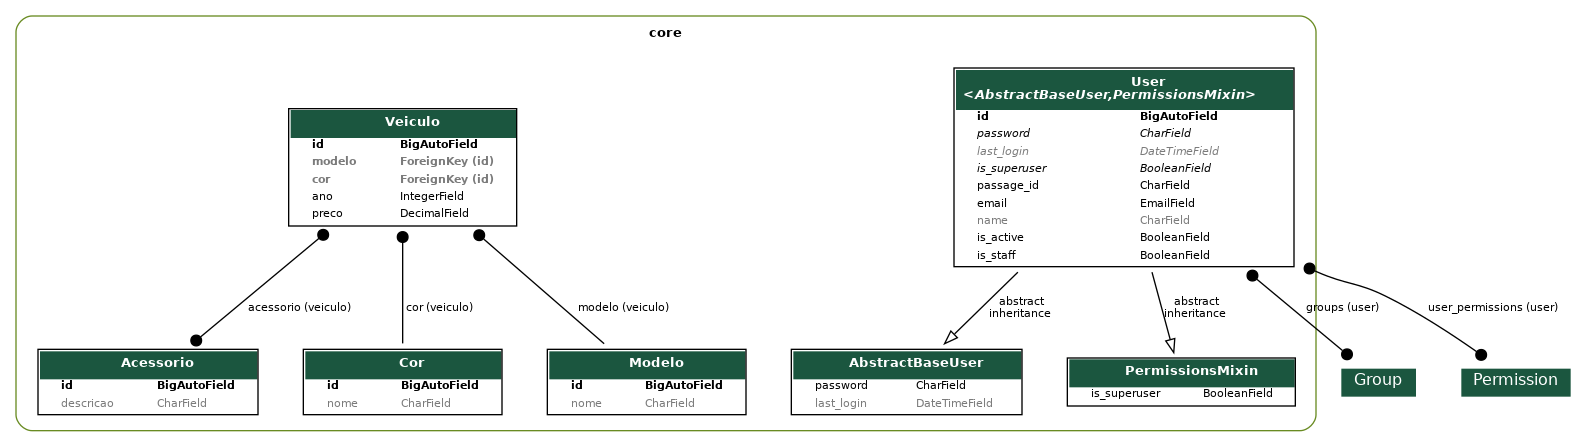 core
User
<AbstractBaseUser,PermissionsMixin>
id BigAutoField
password CharField
last_login DateTimeField
is_superuser BooleanField
passage_id CharField
email EmailField
name CharField
is_active BooleanField
is_staff BooleanField
Veiculo
id BigAutoField
modelo ForeignKey (id)
cor ForeignKey (id)
ano IntegerField
preco DecimalField
acessorio (veiculo)
cor (veiculo)
modelo (veiculo)
abstract
inheritance
abstract
inheritance
groups (user)
user_permissions (user)
Acessorio
id BigAutoField
descricao CharField
Cor
id BigAutoField
nome CharField
Modelo
id BigAutoField
nome CharField
AbstractBaseUser
password CharField
last_login DateTimeField
PermissionsMixin
is_superuser BooleanField
Group
Permission